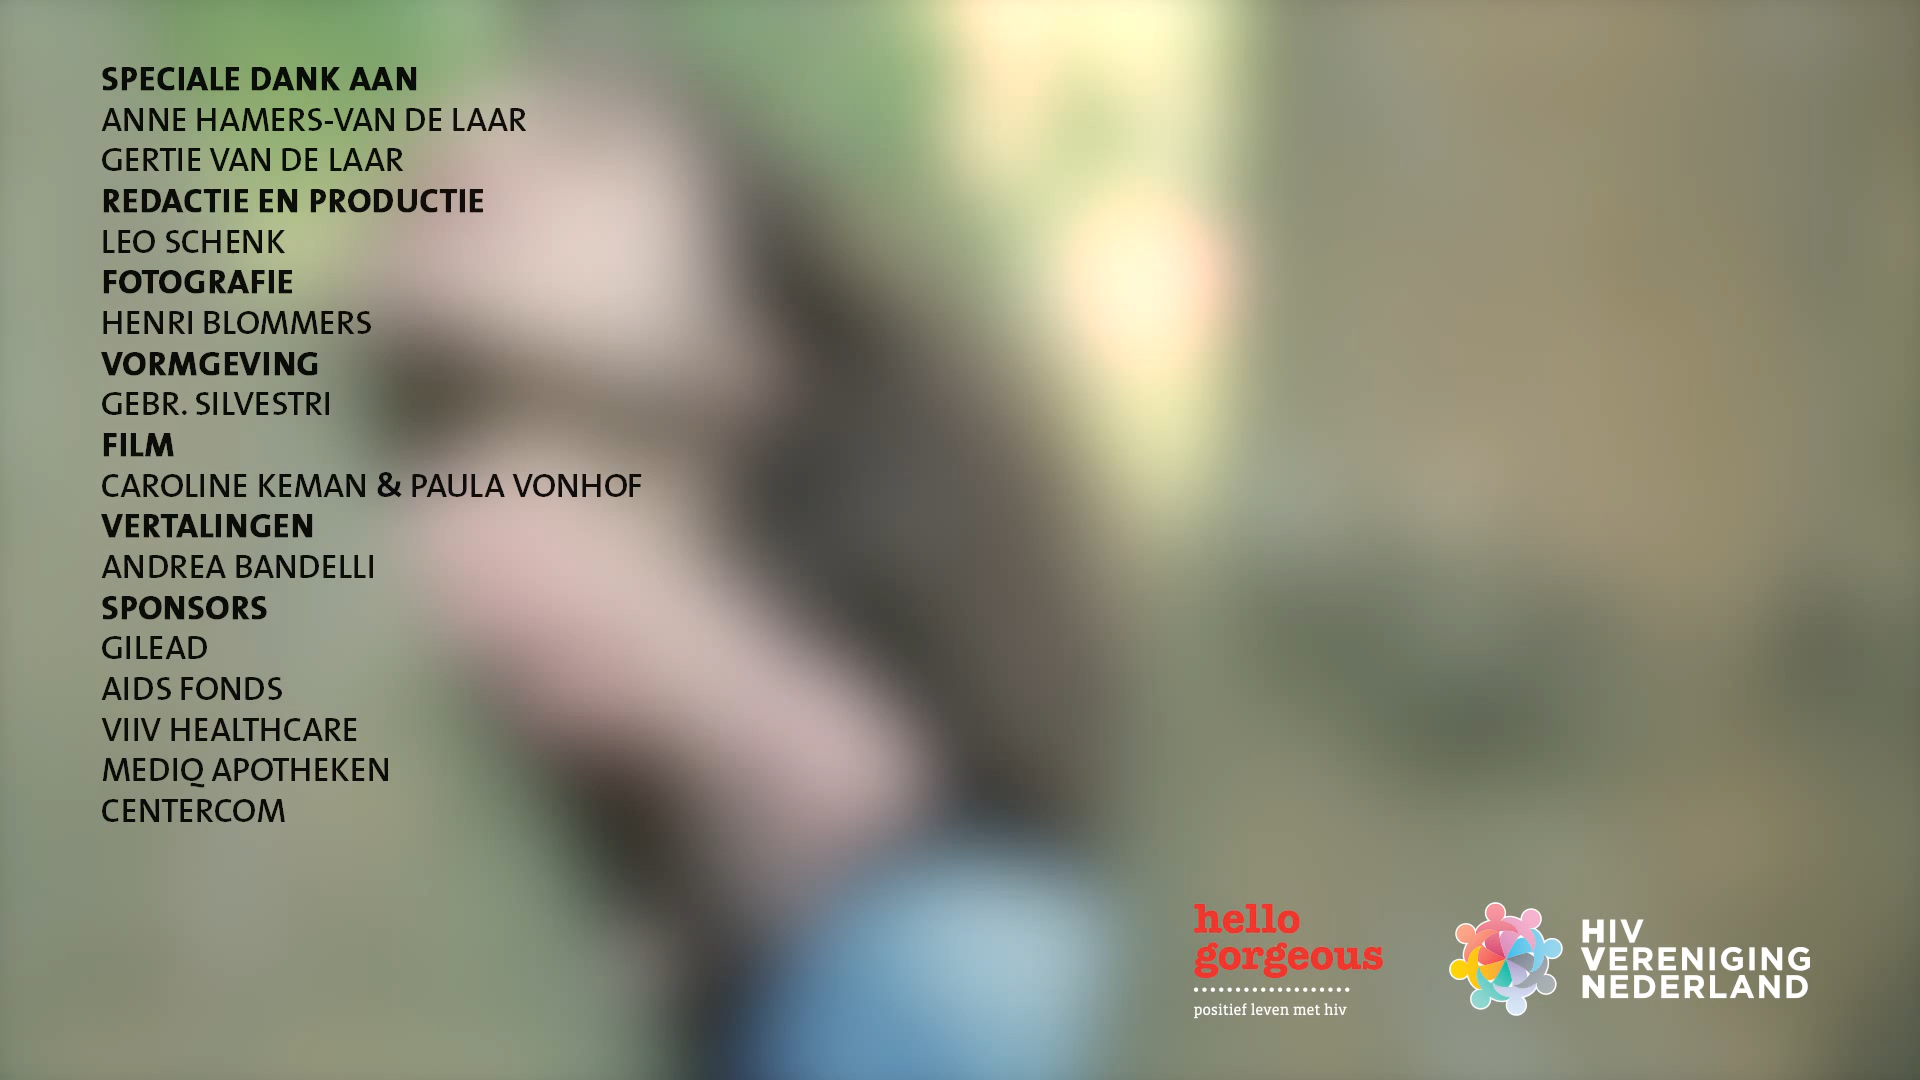 SPECIALE DANK AAN
ANNE HAMERS-VAN DE LAAR
GERTIE VAN DE LAAR
REDACTIE EN PRODUCTIE
LEO SCHENK
FOTOGRAFIE
HENRI BLOMMERS
VORMGEVING
GEBR. SILVESTRI
FILM
CAROLINE KEMAN & PAULA VONHOF
VERTALINGEN
ANDREA BANDELLI
SPONSORS
GILEAD
AIDS FONDS
VIIV HEALTHCARE
MEDIQ APOTHEKEN
CENTERCOM
hello
gorgeous
positief leven met hiv
HIV
VERENIGING
NEDERLAND